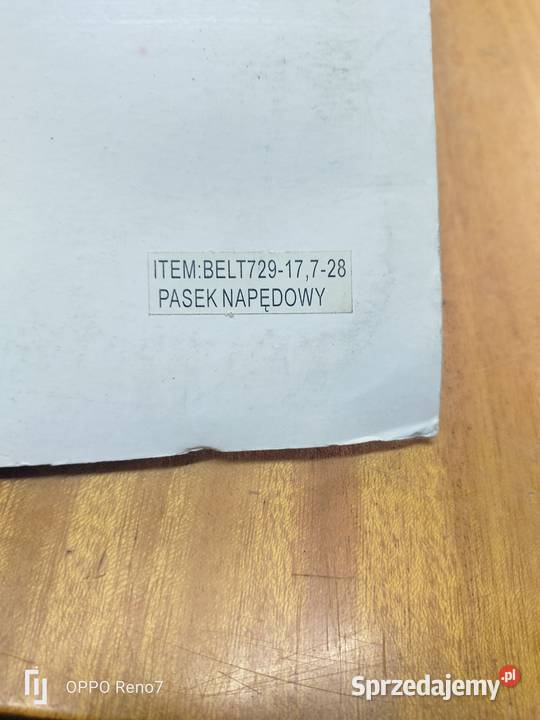 ITEM:BELT729-17,7-28
PASEK NAPĘDOWY
OPPO Reno7
Sprzedajemy.pl